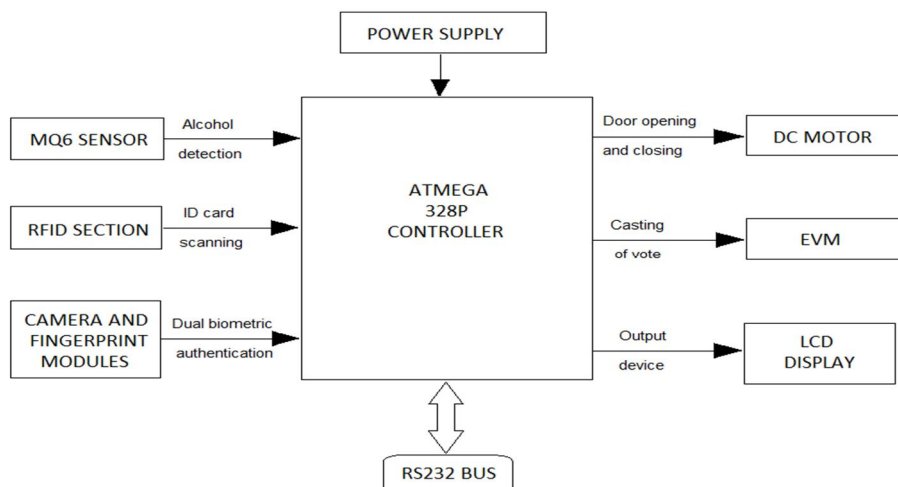 POWER SUPPLY
MQ6 SENSOR
Alcohol
detection
RFID SECTION
ID card
scanning
CAMERA AND
FINGERPRINT
MODULES
Dual biometric
authentication
ATMEGA
328P
CONTROLLER
Door opening
and closing
DC MOTOR
Casting
of vote
EVM
Output
device
LCD
DISPLAY
RS232 BUS